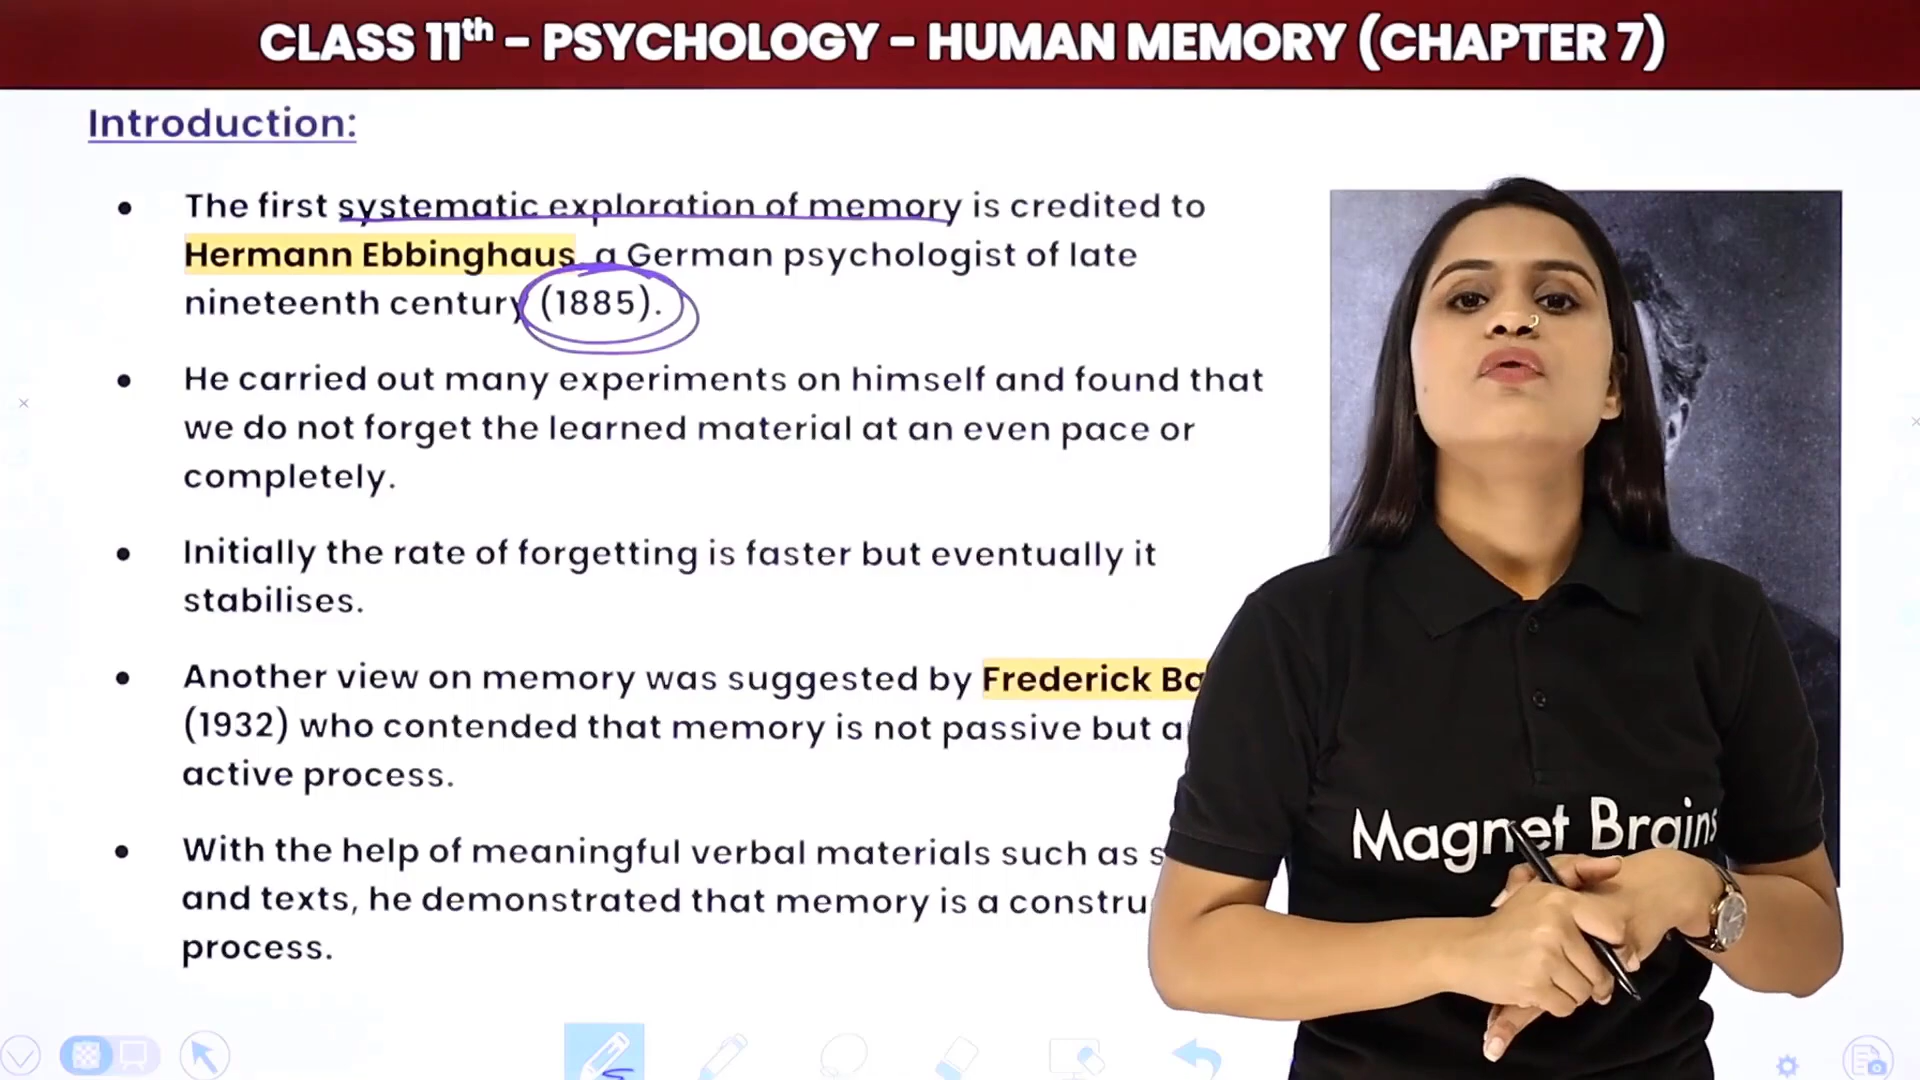 CLASS 11th - PSYCHOLOGY - HUMAN MEMORY (CHAPTER 7)
Introduction:
• The first systematic exploration of memory is credited to
Hermann Ebbinghaus, a German psychologist of late
nineteenth century (1885).
• He carried out many experiments on himself and found that
we do not forget the learned material at an even pace or
completely.
• Initially the rate of forgetting is faster but eventually it
stabilises.
• Another view on memory was suggested by Frederick
(1932) who contended that memory is not passive but
active process.
• With the help of meaningful verbal materials such as
and texts, he demonstrated that memory is a
process.
Magnet Brains